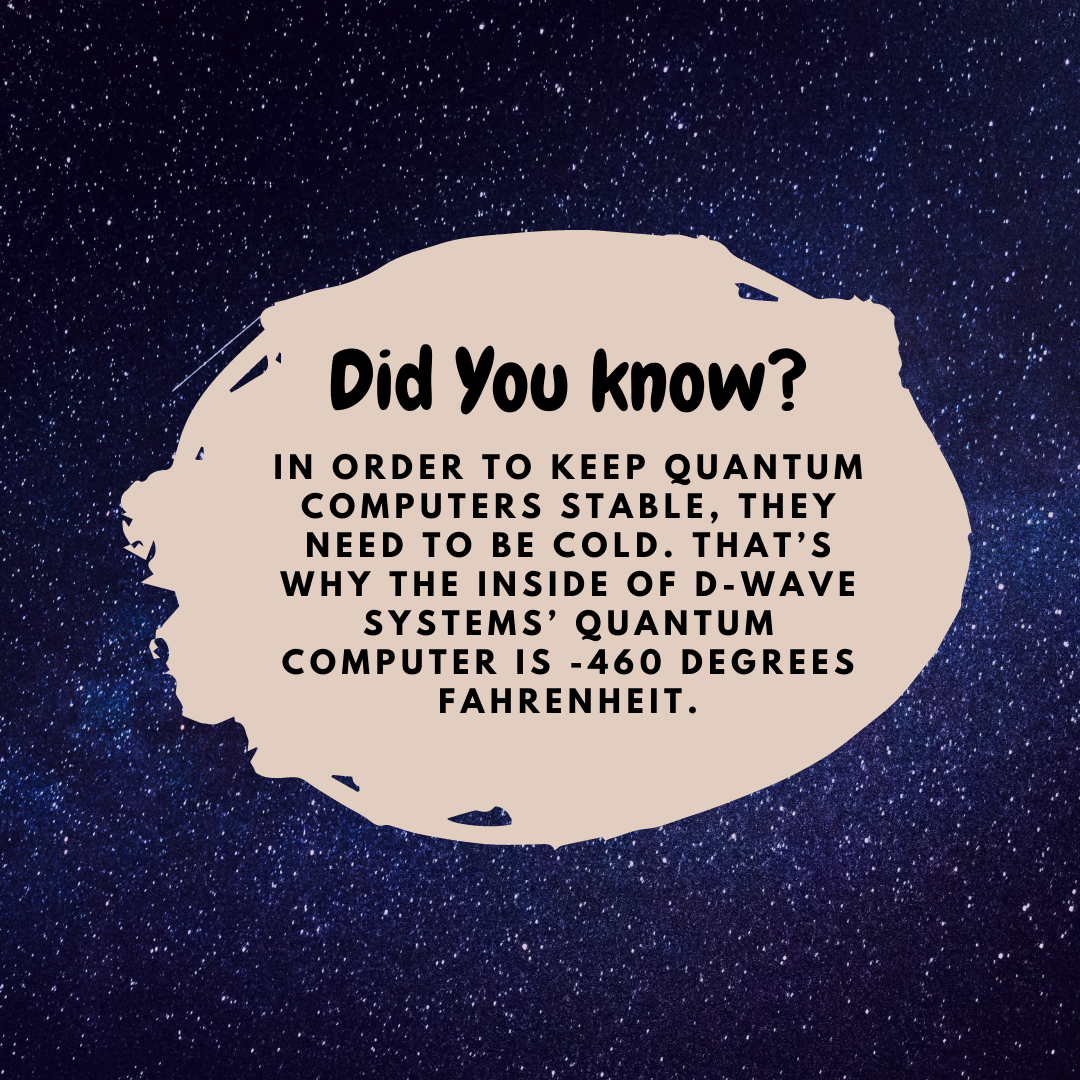 Did You know?
IN ORDER TO KEEP QUANTUM
COMPUTERS STABLE, THEY
NEED TO BE COLD. THAT’S
WHY THE INSIDE OF D-WAVE
SYSTEMS’ QUANTUM
COMPUTER IS -460 DEGREES
FAHRENHEIT.